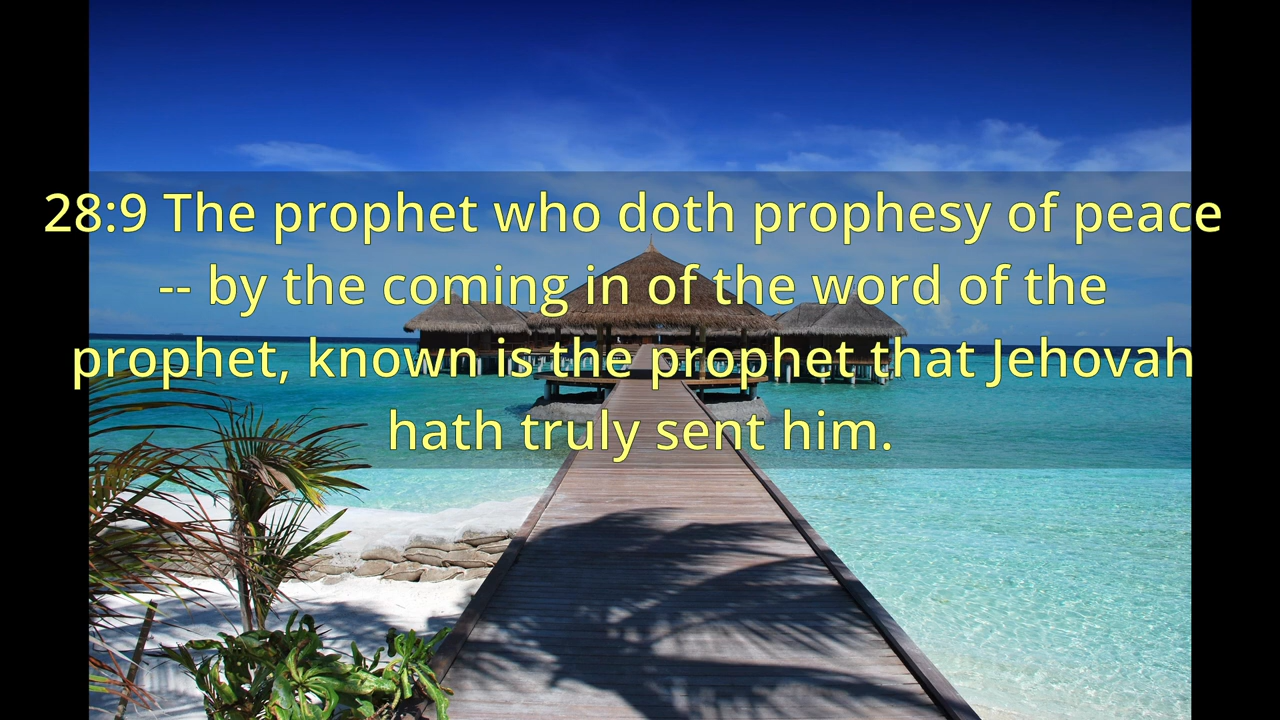 28:9 The prophet who doth prophesy of peace
-- by the coming in of the word of the
prophet, known is the prophet that Jehovah
hath truly sent him.